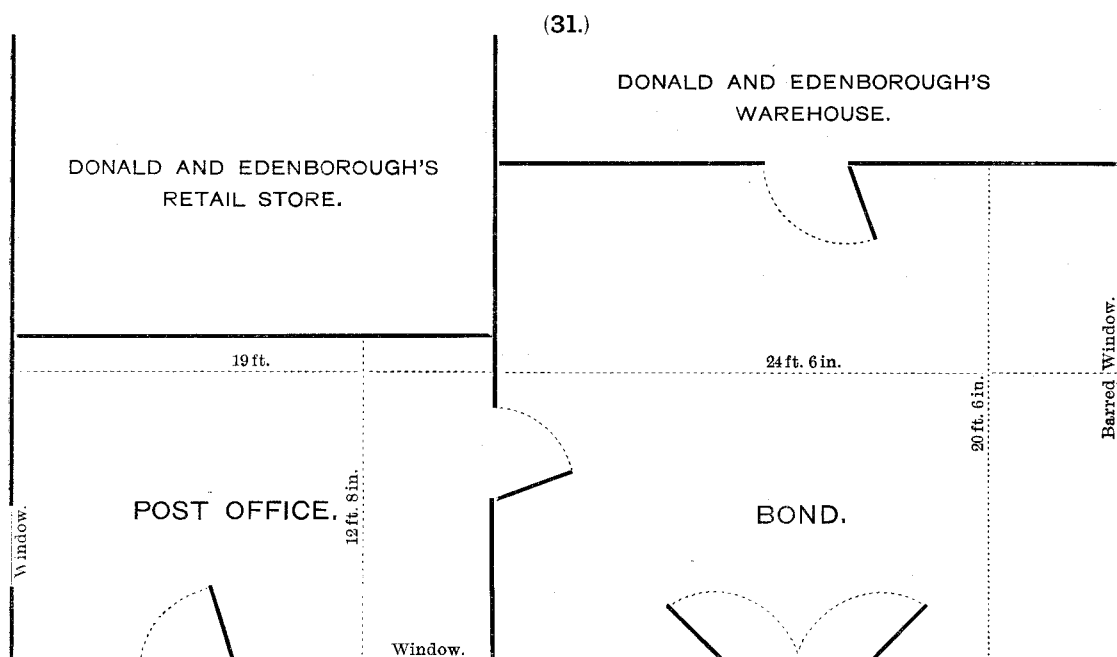 (31.)
DONALD AND EDENBOROUGH'S
WAREHOUSE.
DONALD AND EDENBOROUGH'S
RETAIL STORE.
19 ft.
24 ft. 6 in.
Barred Window.
20 ft. 6 in.
12 ft. 8 in.
POST OFFICE.
BOND.
Window.
Window.